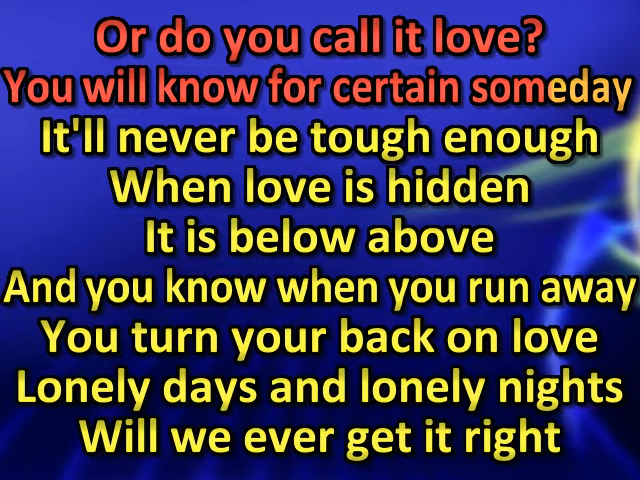 Or do you call it love?
You will know for certain someday
It'll never be tough enough
When love is hidden
It is below above
And you know when you run away
You turn your back on love
Lonely days and lonely nights
Will we ever get it right